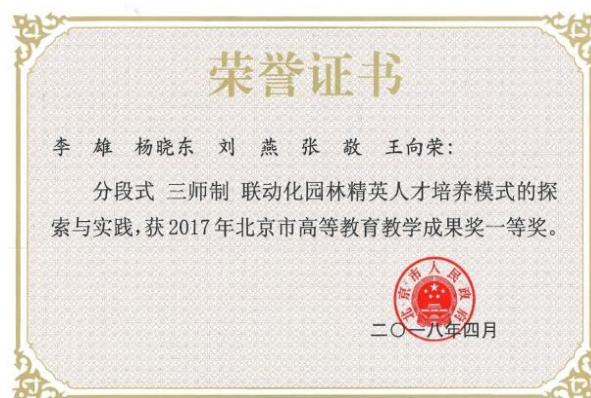 荣誉证书
李 雄 杨晓东 刘 燕 张 敬 王向荣：
分段式 三师制 联动化园林精英人才培养模式的探
索与实践，获2017年北京市高等教育教学成果奖一等奖。
北京市人民政府
二〇一八年四月